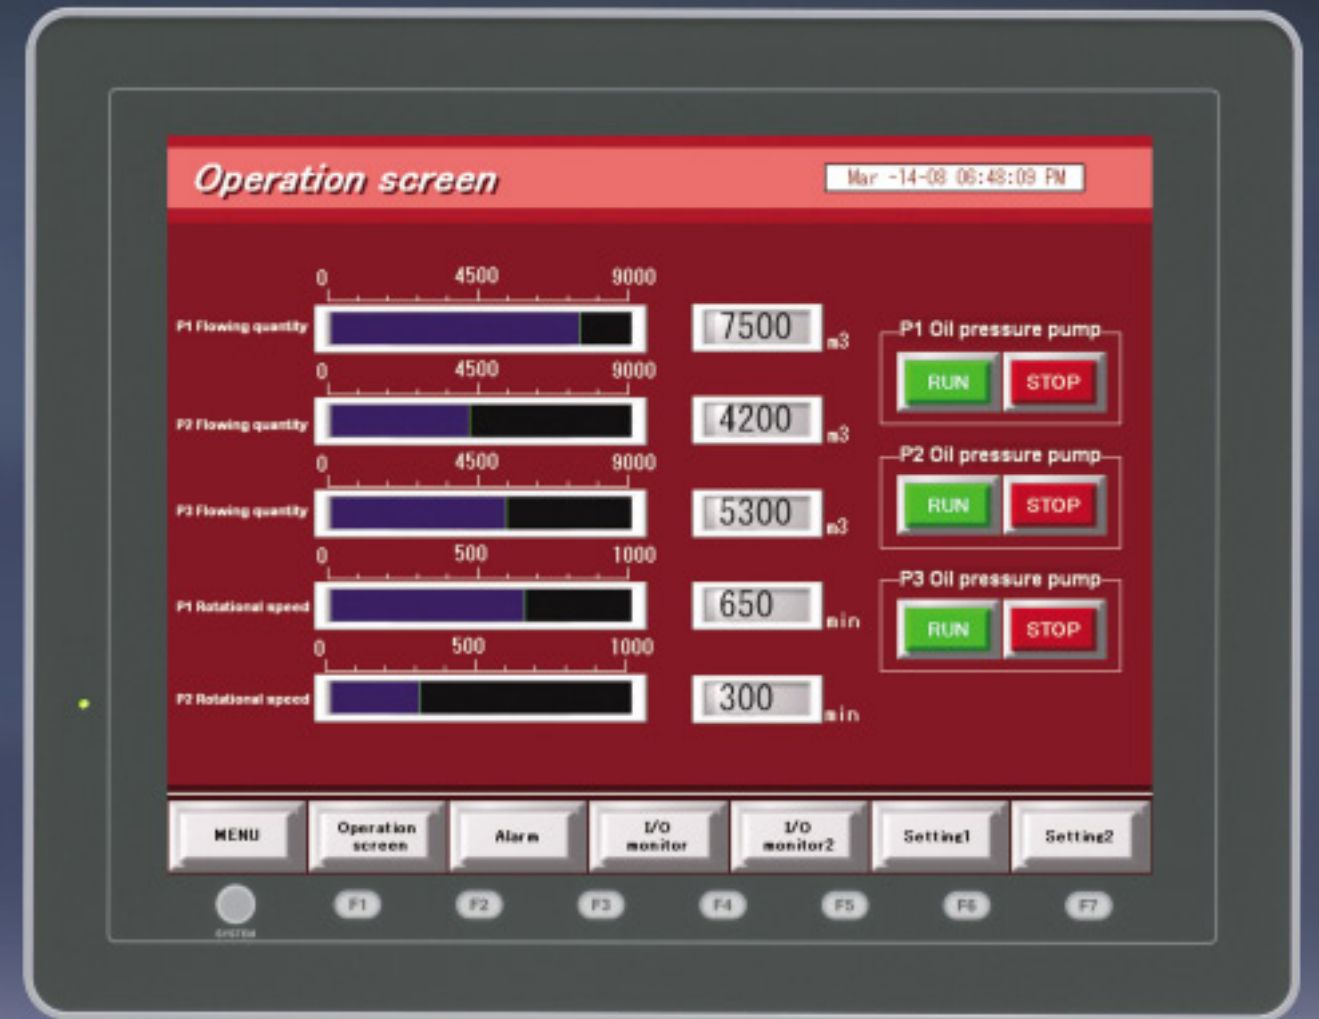 Operation screen
Mar -14-08 06:48:09 PM
0 4500 9000
P1 Flowing quantity
7500 m3
0 4500 9000
P2 Flowing quantity
4200 m3
0 4500 9000
P3 Flowing quantity
5300 m3
0 500 1000
P1 Rotational speed
650 min
0 500 1000
P2 Rotational speed
300 min
P1 Oil pressure pump
RUN STOP
P2 Oil pressure pump
RUN STOP
P3 Oil pressure pump
RUN STOP
MENU
Operation
screen
Alarm
I/O
monitor
I/O
monitor2
Setting1
Setting2
SYSTEM
F1 F2 F3 F4 F5 F6 F7